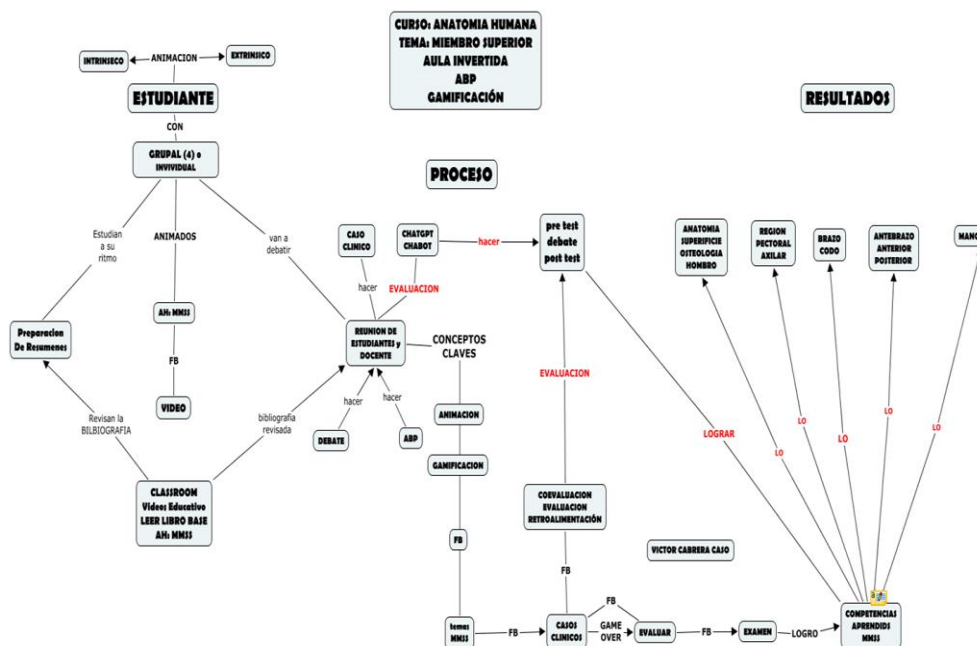 CURSO: ANATOMIA HUMANA
TEMA: MIEMBRO SUPERIOR
AULA INVERTIDA
ABP
GAMIFICACIÓN
INTRINSECO
ANIMACION
EXTRINSICO
ESTUDIANTE
CON
GRUPAL (4) o
INVIVIDUAL
Estudian
a su
ritmo
ANIMADOS
van a
debatir
Preparacion
De Resumenes
AH: MMSS
FB
VIDEO
Revisan la
BILBIOGRAFIA
bibliografia
revisada
CLASSROOM
Videos Educativo
LEER LIBRO BASE
AH: MMSS
PROCESO
CASO
CLINICO
CHATGPT
CHABOT
hacer
pre test
debate
post test
hacer
EVALUACION
REUNION DE
ESTUDIANTES y
DOCENTE
CONCEPTOS
CLAVES
hacer
hacer
DEBATE
ABP
ANIMACION
GAMIFICACION
FB
temas
MMSS
FB
EVALUACION
COEVALUACION
EVALUACION
RETROALIMENTACIÓN
FB
CASOS
CLINICOS
FB
GAME
OVER
EVALUAR
FB
EXAMEN
LOGRO
VICTOR CABRERA CASO
RESULTADOS
ANATOMIA
SUPERIFICIE
OSTEOLOGIA
HOMBRO
REGION
PECTORAL
AXILAR
BRAZO
CODO
ANTEBRAZO
ANTERIOR
POSTERIOR
MANO
LOGRAR
LO
LO
LO
LO
LO
COMPETENCIAS
APRENDIDS
MMSS